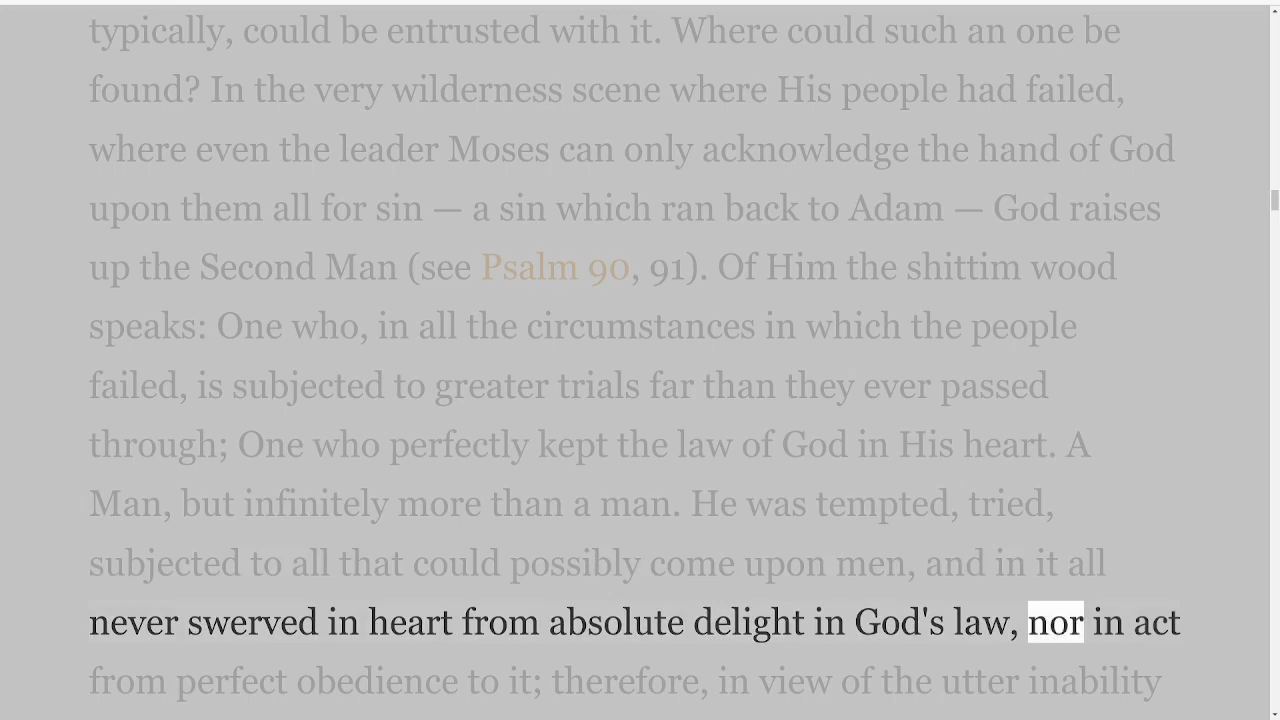 typically, could be entrusted with it. Where could such an one be
found? In the very wilderness scene where His people had failed,
where even the leader Moses can only acknowledge the hand of God
upon them all for sin — a sin which ran back to Adam — God raises
up the Second Man (see Psalm 90, 91). Of Him the shittim wood
speaks: One who, in all the circumstances in which the people
failed, is subjected to greater trials far than they ever passed
through; One who perfectly kept the law of God in His heart. A
Man, but infinitely more than a man. He was tempted, tried,
subjected to all that could possibly come upon men, and in it all
never swerved in heart from absolute delight in God's law, nor in act
from perfect obedience to it; therefore, in view of the utter inability